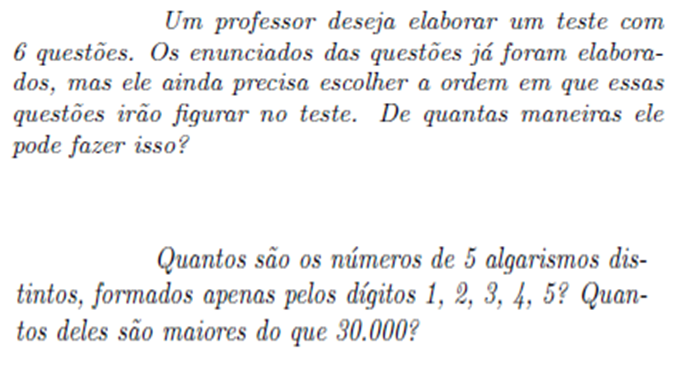 Um professor deseja elaborar um teste com
6 questões. Os enunciados das questões já foram elabora-
dos, mas ele ainda precisa escolher a ordem em que essas
questões irão figurar no teste. De quantas maneiras ele
pode fazer isso?
Quantos são os números de 5 algarismos dis-
tintos, formados apenas pelos dígitos 1, 2, 3, 4, 5? Quan-
tos deles são maiores do que 30.000?